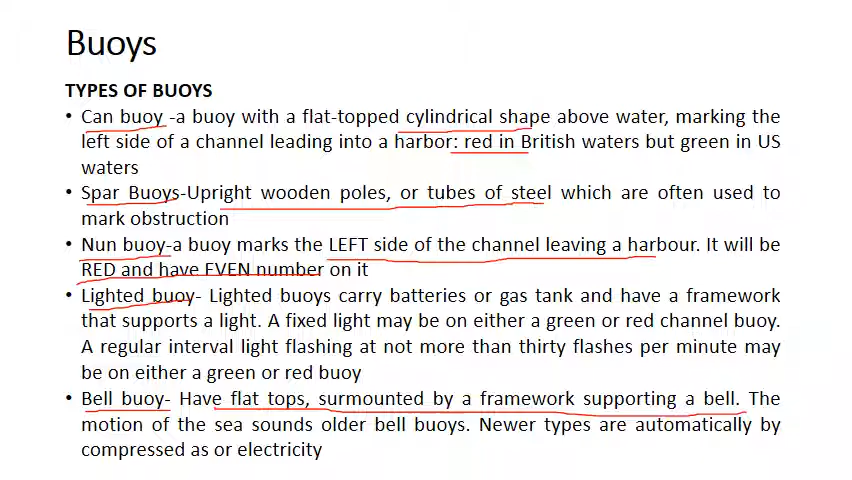 Buoys
TYPES OF BUOYS
• Can buoy -a buoy with a flat-topped cylindrical shape above water, marking the
left side of a channel leading into a harbor: red in British waters but green in US
waters
• Spar Buoys-Upright wooden poles, or tubes of steel which are often used to
mark obstruction
• Nun buoy-a buoy marks the LEFT side of the channel leaving a harbour. It will be
RED and have EVEN number on it
• Lighted buoy- Lighted buoys carry batteries or gas tank and have a framework
that supports a light. A fixed light may be on either a green or red channel buoy.
A regular interval light flashing at not more than thirty flashes per minute may
be on either a green or red buoy
• Bell buoy- Have flat tops, surmounted by a framework supporting a bell. The
motion of the sea sounds older bell buoys. Newer types are automatically by
compressed as or electricity